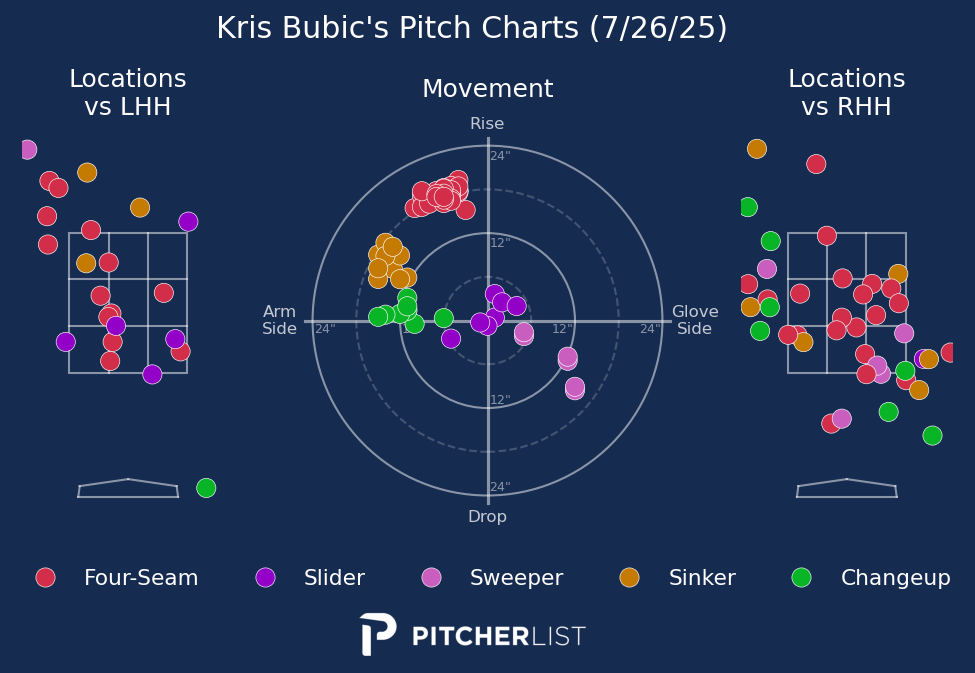 Kris Bubic's Pitch Charts (7/26/25)
Locations
vs LHH
Movement
Locations
vs RHH
Rise
24"
12"
Arm
Side
24"
12"
24"
Glove
Side
12"
24"
Drop
Four-Seam
Slider
Sweeper
Sinker
Changeup
PITCHERLIST